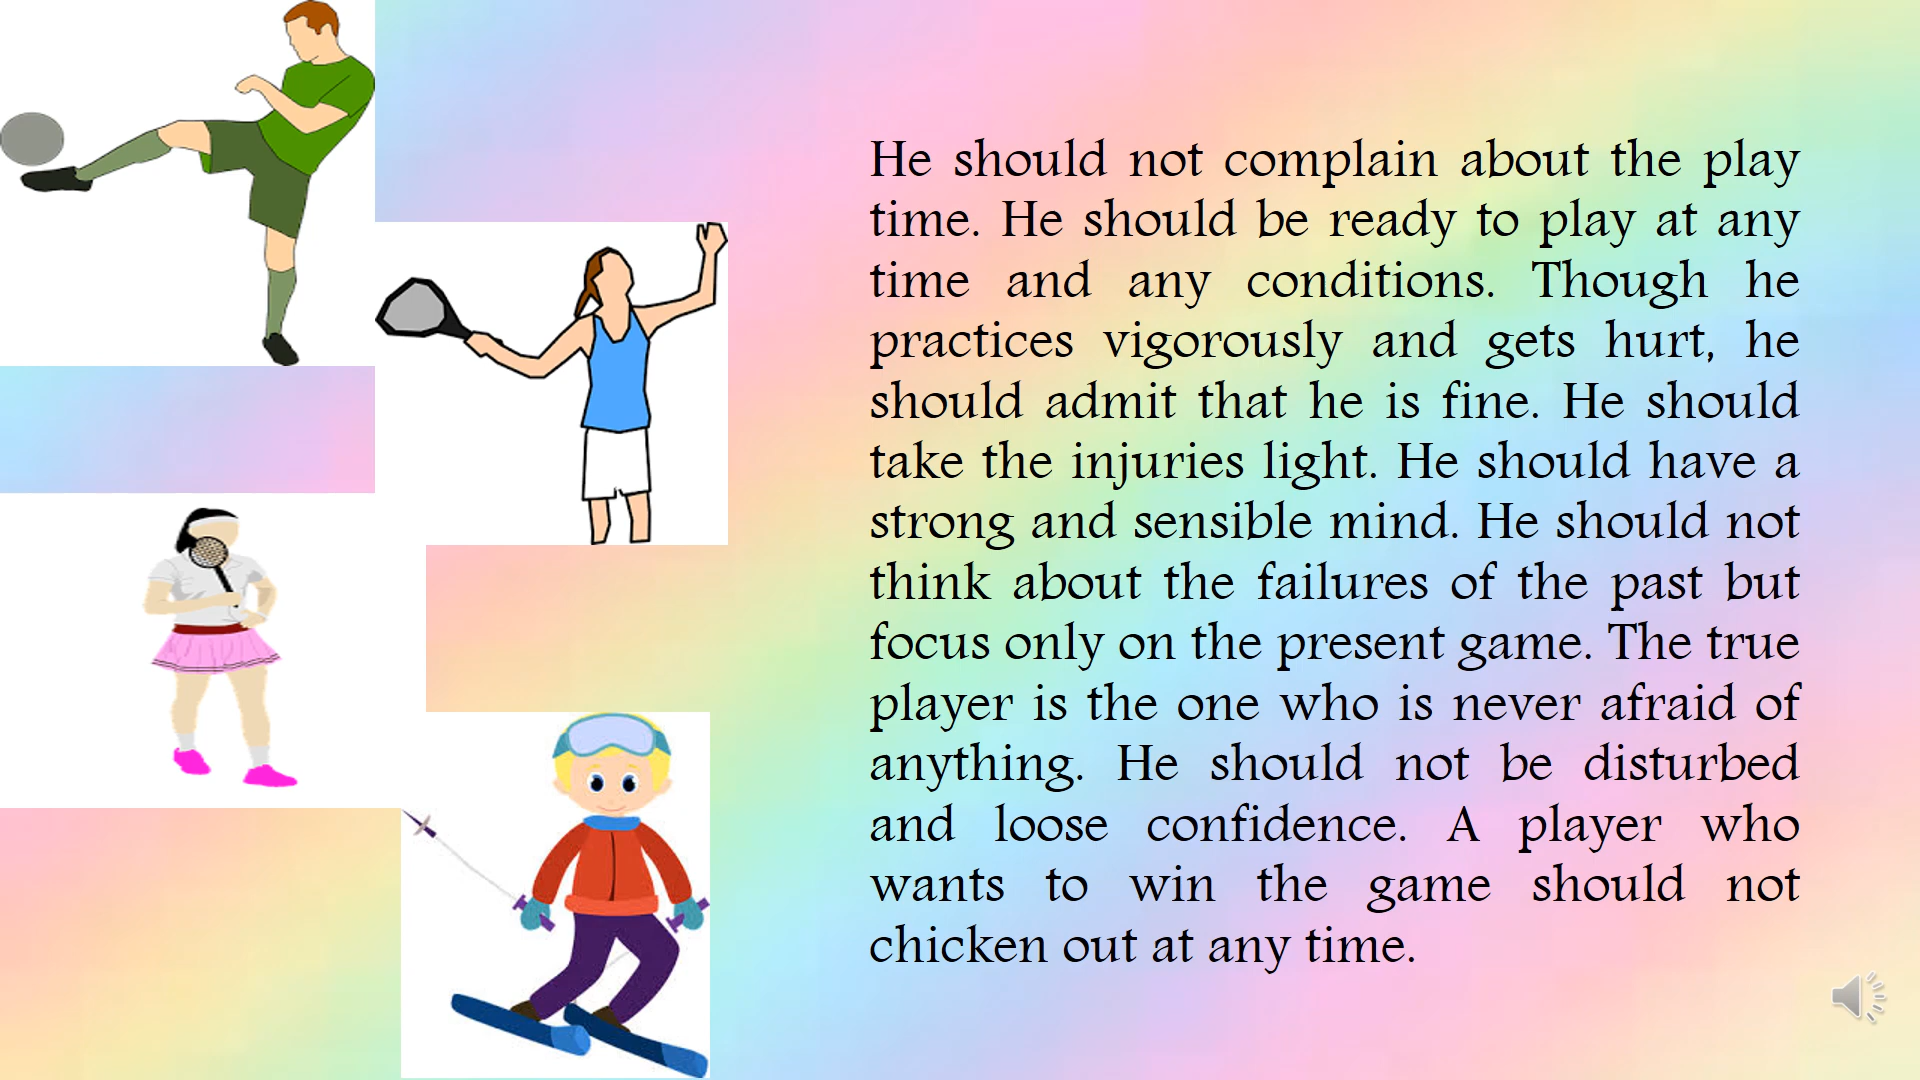 He should not complain about the play
time. He should be ready to play at any
time and any conditions. Though he
practices vigorously and gets hurt, he
should admit that he is fine. He should
take the injuries light. He should have a
strong and sensible mind. He should not
think about the failures of the past but
focus only on the present game. The true
player is the one who is never afraid of
anything. He should not be disturbed
and loose confidence. A player who
wants to win the game should not
chicken out at any time.